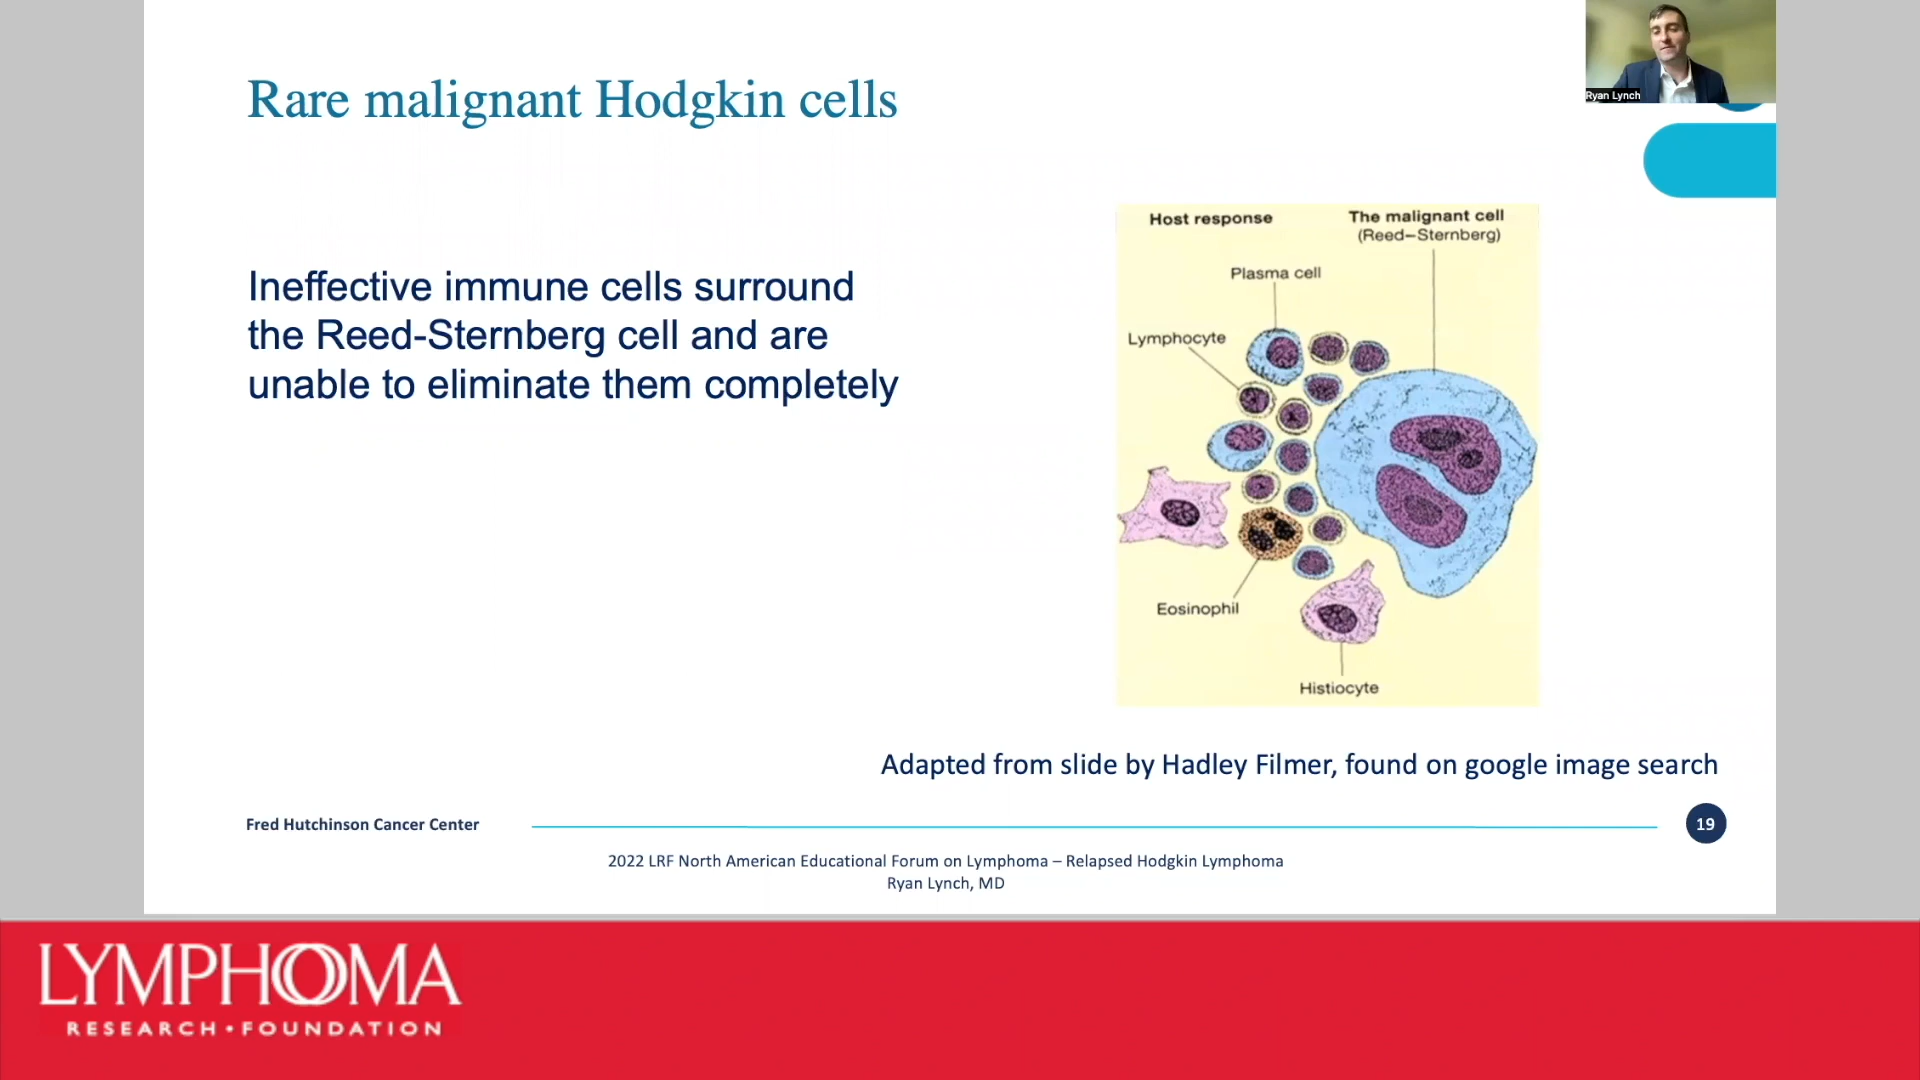 Rare malignant Hodgkin cells
Ryan Lynch
Ineffective immune cells surround
the Reed-Sternberg cell and are
unable to eliminate them completely
Host response
The malignant cell
(Reed–Sternberg)
Plasma cell
Lymphocyte
Eosinophil
Histiocyte
Adapted from slide by Hadley Filmer, found on google image search
Fred Hutchinson Cancer Center
19
2022 LRF North American Educational Forum on Lymphoma – Relapsed Hodgkin Lymphoma
Ryan Lynch, MD
LYMPHOMA
RESEARCH • FOUNDATION